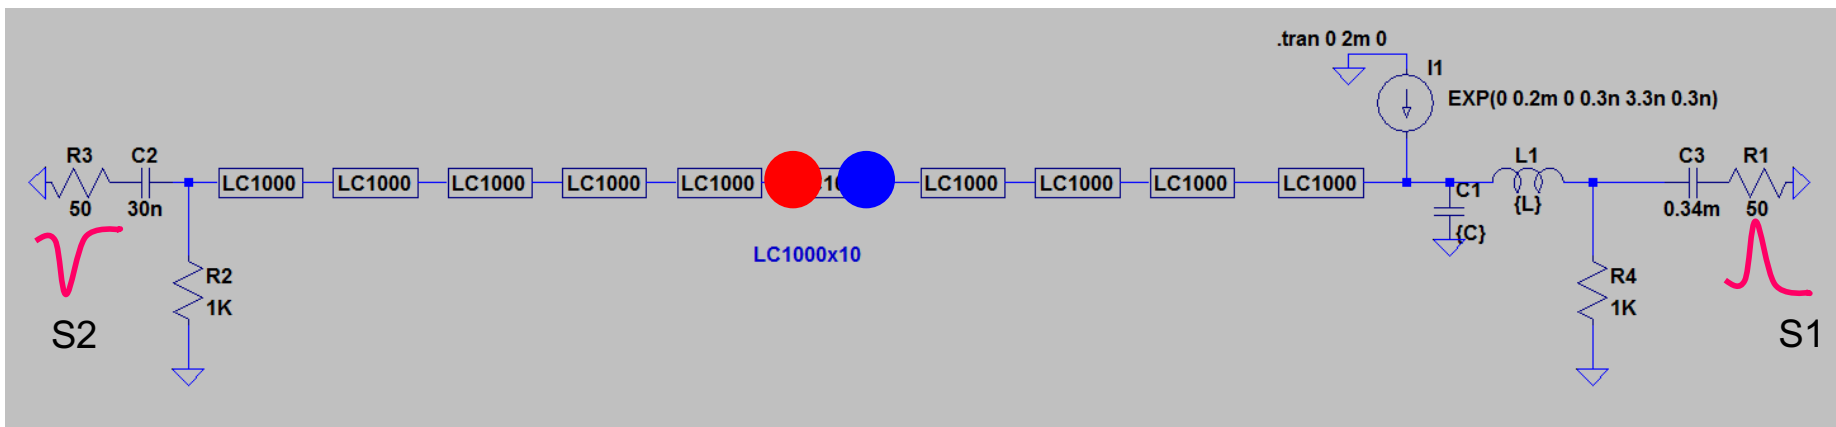 .tran 0 2m 0
I1
EXP(0 0.2m 0 0.3n 3.3n 0.3n)
R3
C2
LC1000
LC1000
LC1000
LC1000
LC1000
LC1000
LC1000
LC1000
LC1000
C1
{C}
L1
{L}
C3
R1
50
30n
0.34m
50
R2
1K
LC1000x10
R4
1K
S2
S1